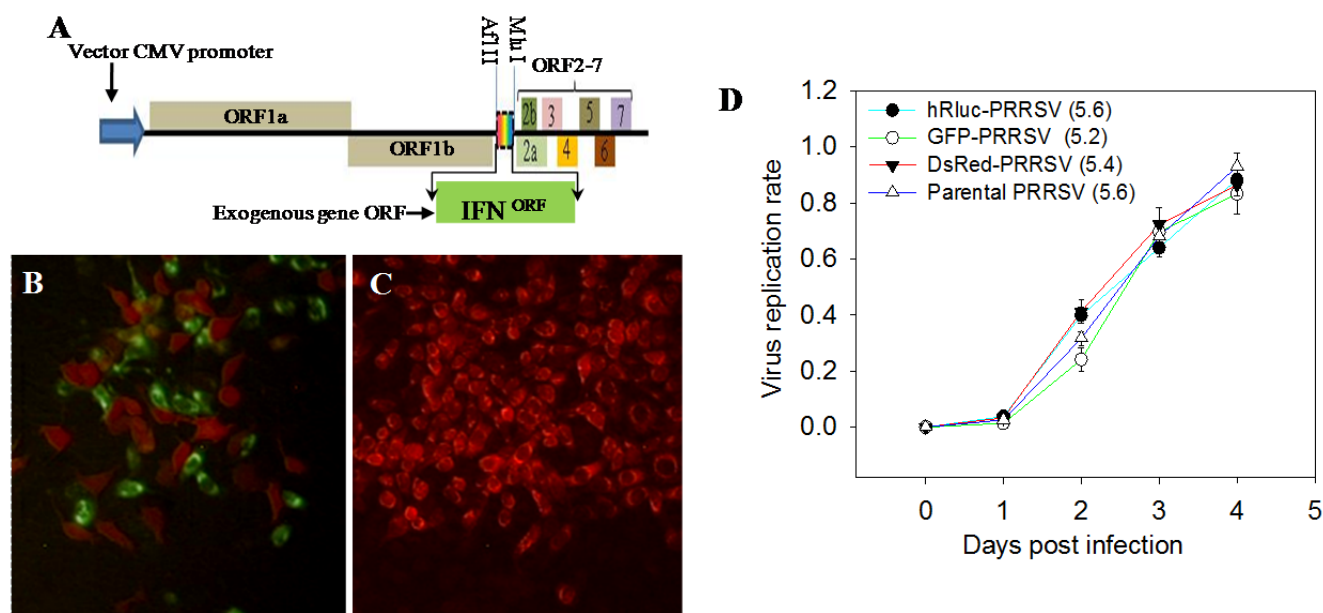 A
Vector CMV promoter
Afl II
Mlu I
ORF2-7
ORF1a
ORF1b
2b
3
5
7
2a
4
6
Exogenous gene ORF
IFN ORF
B
C
D
hRluc-PRRSV (5.6)
GFP-PRRSV (5.2)
DsRed-PRRSV (5.4)
Parental PRRSV (5.6)
Virus replication rate
1.2
1.0
0.8
0.6
0.4
0.2
0.0
0 1 2 3 4 5
Days post infection